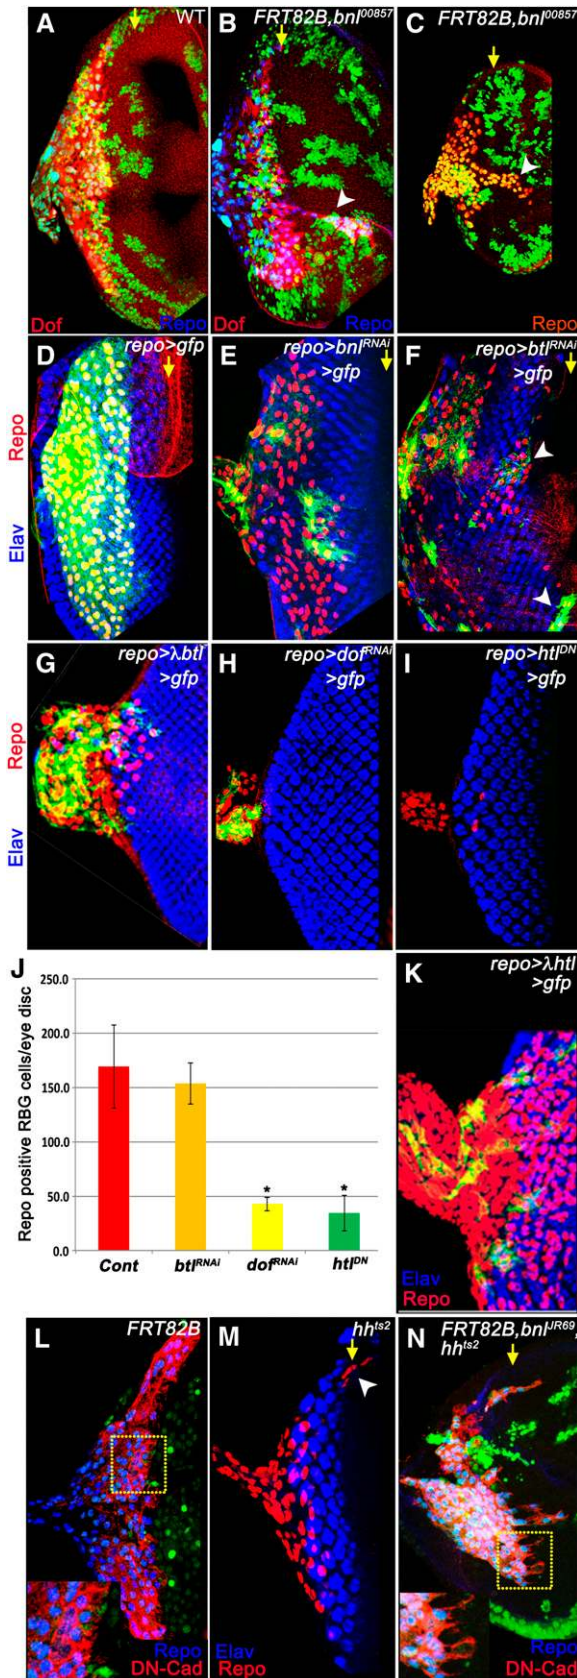 A WT
Dof Repo
B FRT82B,bnl00857
Dof Repo
C FRT82B,bnl00857
Repo
Elav Repo
D repo>gfp
E repo>bnlRNAi
>gfp
F repo>btlRNAi
>gfp
Elav Repo
G repo>λbtl
>gfp
H repo>dofRNAi
>gfp
I repo>htlDN
>gfp
J
Repo positive RBG cells/eye disc
250.0
200.0
150.0
100.0
50.0
0.0
* *
Cont btlRNAi dofRNAi htlDN
K repo>λhtl
>gfp
Elav
Repo
L FRT82B
Repo
DN-Cad
M hhts2
Elav
Repo
N FRT82B,bnlJR69,
hhts2
Repo
DN-Cad